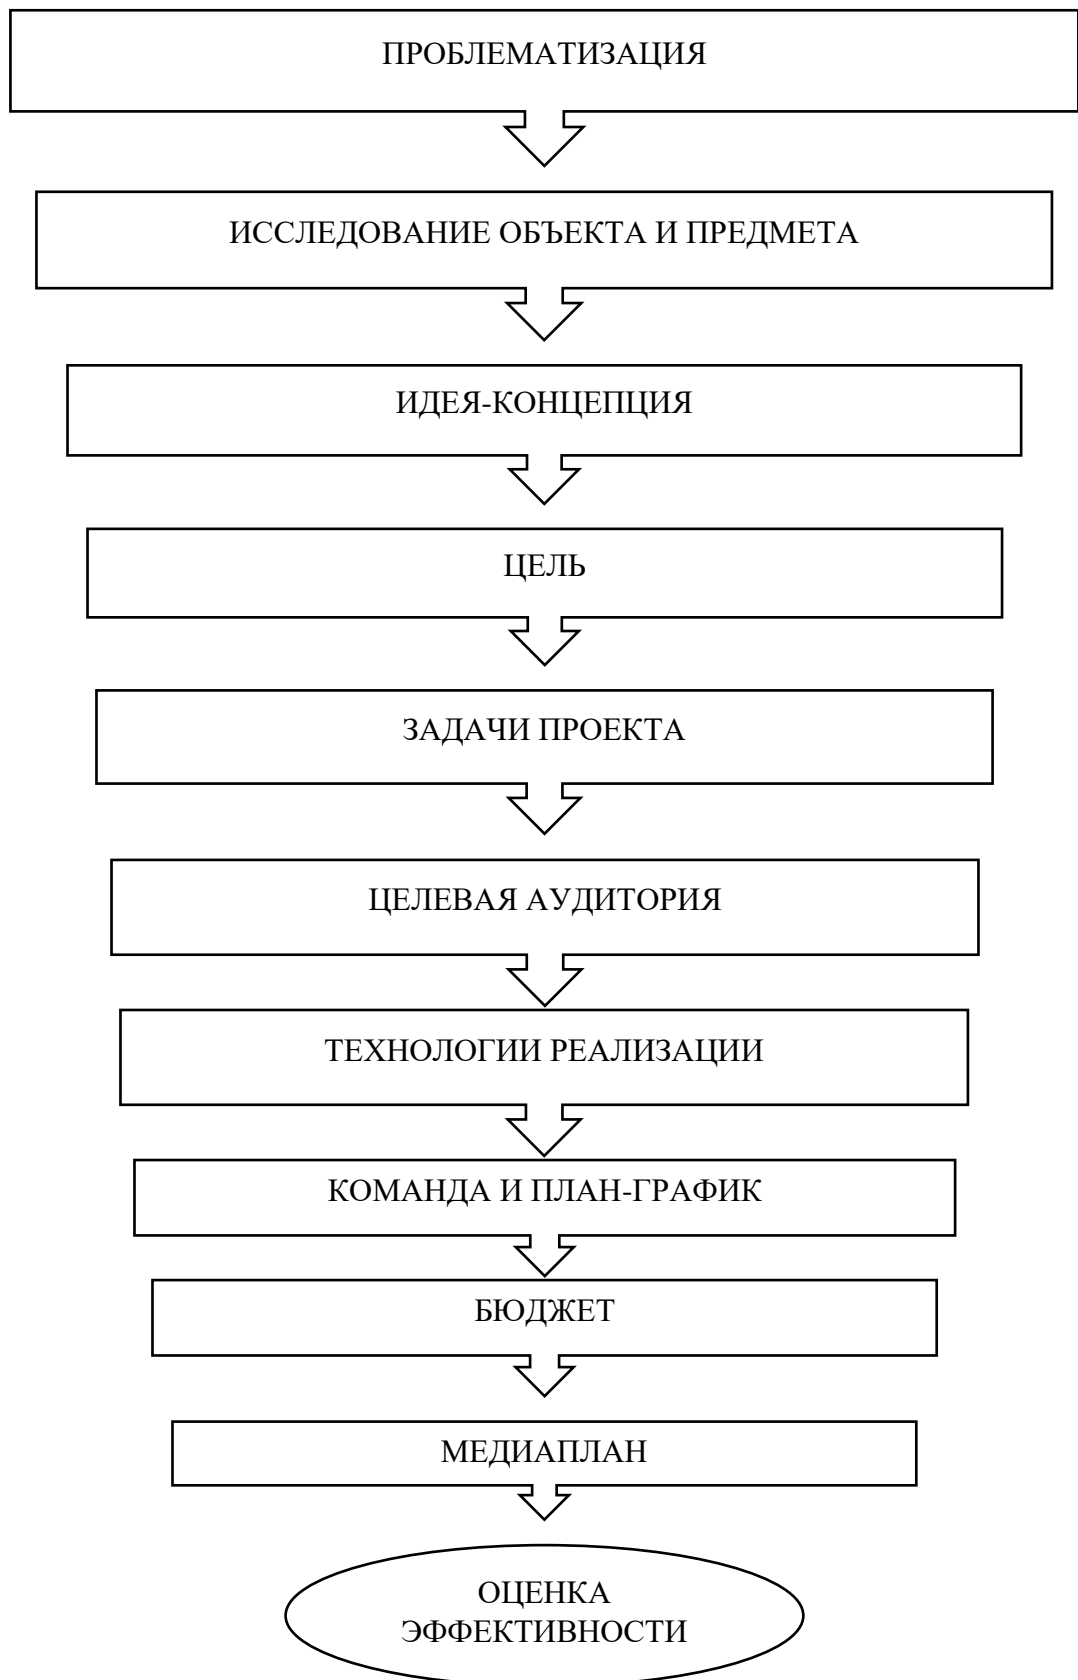 ПРОБЛЕМАТИЗАЦИЯ
ИССЛЕДОВАНИЕ ОБЪЕКТА И ПРЕДМЕТА
ИДЕЯ-КОНЦЕПЦИЯ
ЦЕЛЬ
ЗАДАЧИ ПРОЕКТА
ЦЕЛЕВАЯ АУДИТОРИЯ
ТЕХНОЛОГИИ РЕАЛИЗАЦИИ
КОМАНДА И ПЛАН-ГРАФИК
БЮДЖЕТ
МЕДИАПЛАН
ОЦЕНКА
ЭФФЕКТИВНОСТИ